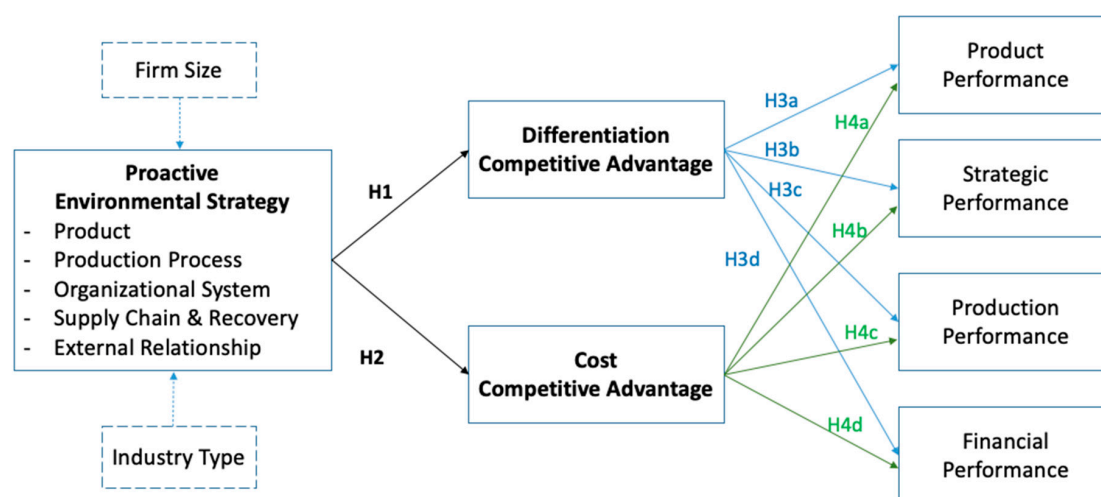 Firm Size
Proactive
Environmental Strategy
- Product
- Production Process
- Organizational System
- Supply Chain & Recovery
- External Relationship
Industry Type
H1
H2
Differentiation
Competitive Advantage
Cost
Competitive Advantage
H3a
H3b
H3c
H3d
H4a
H4b
H4c
H4d
Product
Performance
Strategic
Performance
Production
Performance
Financial
Performance